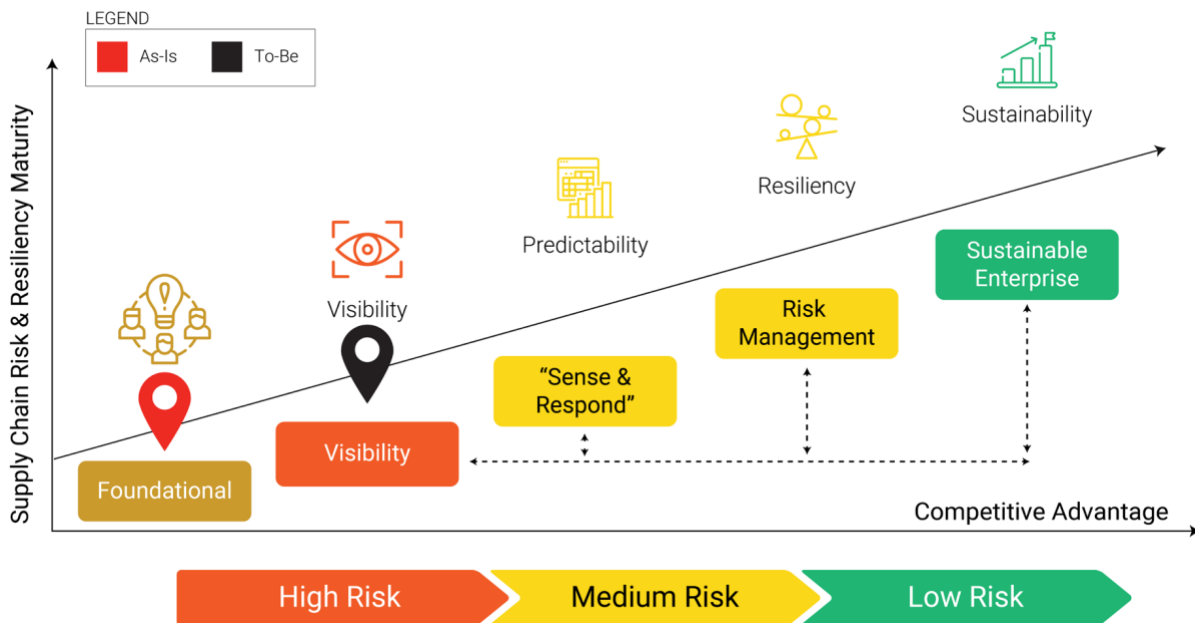 LEGEND
As-Is
To-Be
Supply Chain Risk & Resiliency Maturity
Sustainability
Resiliency
Predictability
Visibility
Sustainable
Enterprise
Risk
Management
“Sense &
Respond”
Visibility
Foundational
Competitive Advantage
High Risk
Medium Risk
Low Risk